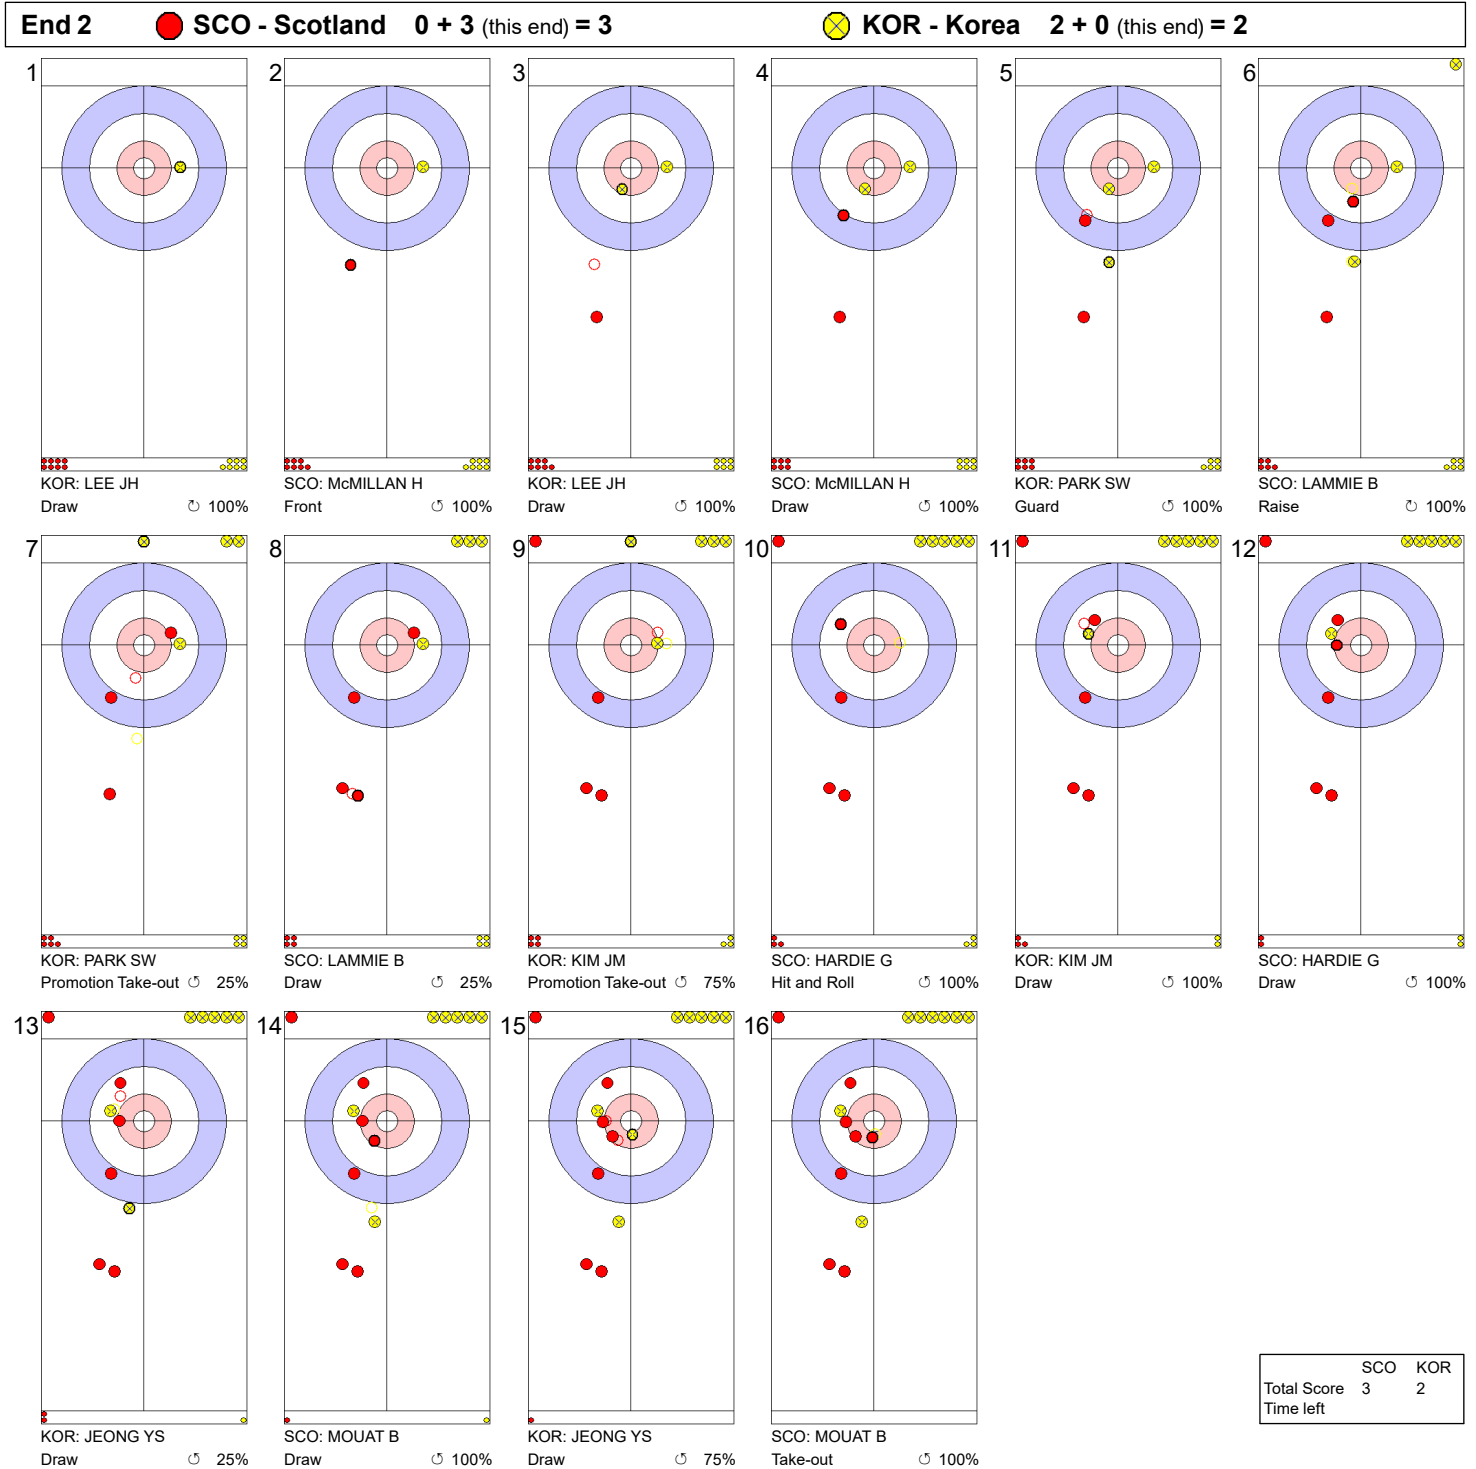 End 2 SCO - Scotland 0 + 3 (this end) = 3 KOR - Korea 2 + 0 (this end) = 2
1 2 3 4 5 6
KOR: LEE JH SCO: McMILLAN H KOR: LEE JH SCO: McMILLAN H KOR: PARK SW SCO: LAMMIE B
Draw ↻ 100% Front ↺ 100% Draw ↺ 100% Draw ↺ 100% Guard ↺ 100% Raise ↻ 100%
7 8 9 10 11 12
KOR: PARK SW SCO: LAMMIE B KOR: KIM JM SCO: HARDIE G KOR: KIM JM SCO: HARDIE G
Promotion Take-out ↺ 25% Draw ↺ 25% Promotion Take-out ↺ 75% Hit and Roll ↺ 100% Draw ↺ 100% Draw ↺ 100%
13 14 15 16
KOR: JEONG YS SCO: MOUAT B KOR: JEONG YS SCO: MOUAT B
Draw ↺ 25% Draw ↺ 100% Draw ↺ 75% Take-out ↺ 100%
SCO KOR
Total Score 3 2
Time left